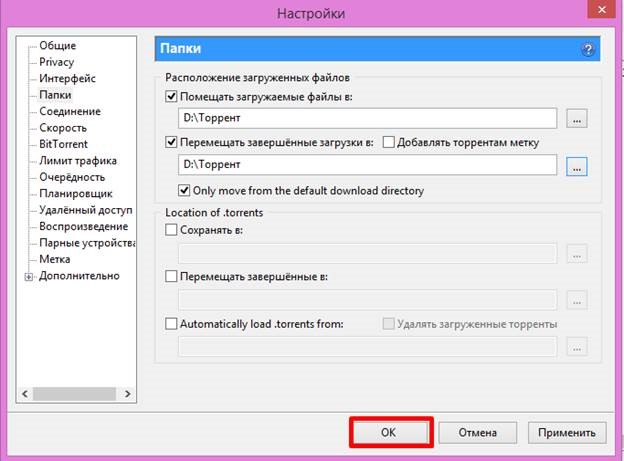 Настройки
Общие
Privacy
Интерфейс
Папки
Соединение
Скорость
BitTorrent
Лимит трафика
Очерёдность
Планировщик
Удалённый доступ
Воспроизведение
Парные устройства
Метка
Дополнительно
Папки
Расположение загруженных файлов
Помещать загружаемые файлы в:
D:\Торрент
...
Перемещать завершённые загрузки в: Добавлять торрентам метку
D:\Торрент
...
Only move from the default download directory
Location of .torrents
Сохранять в:
...
Перемещать завершённые в:
...
Automatically load .torrents from: Удалять загруженные торренты
...
OK Отмена Применить